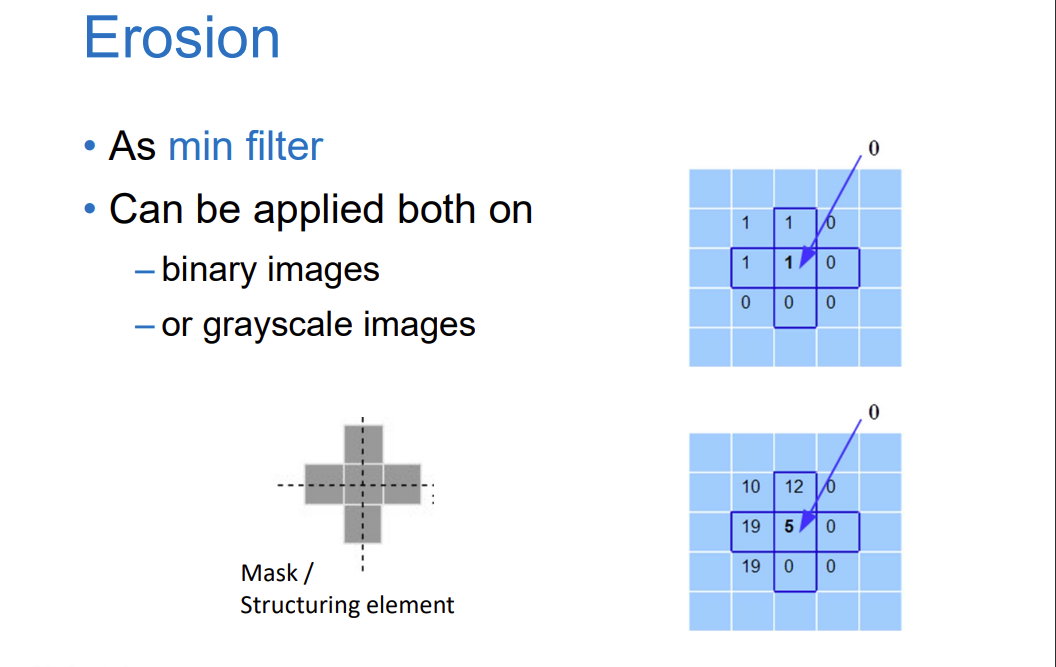 Erosion
• As min filter
• Can be applied both on
– binary images
– or grayscale images
Mask /
Structuring element
0
1 1 0
1 1 0
0 0 0
0
10 12 0
19 5 0
19 0 0